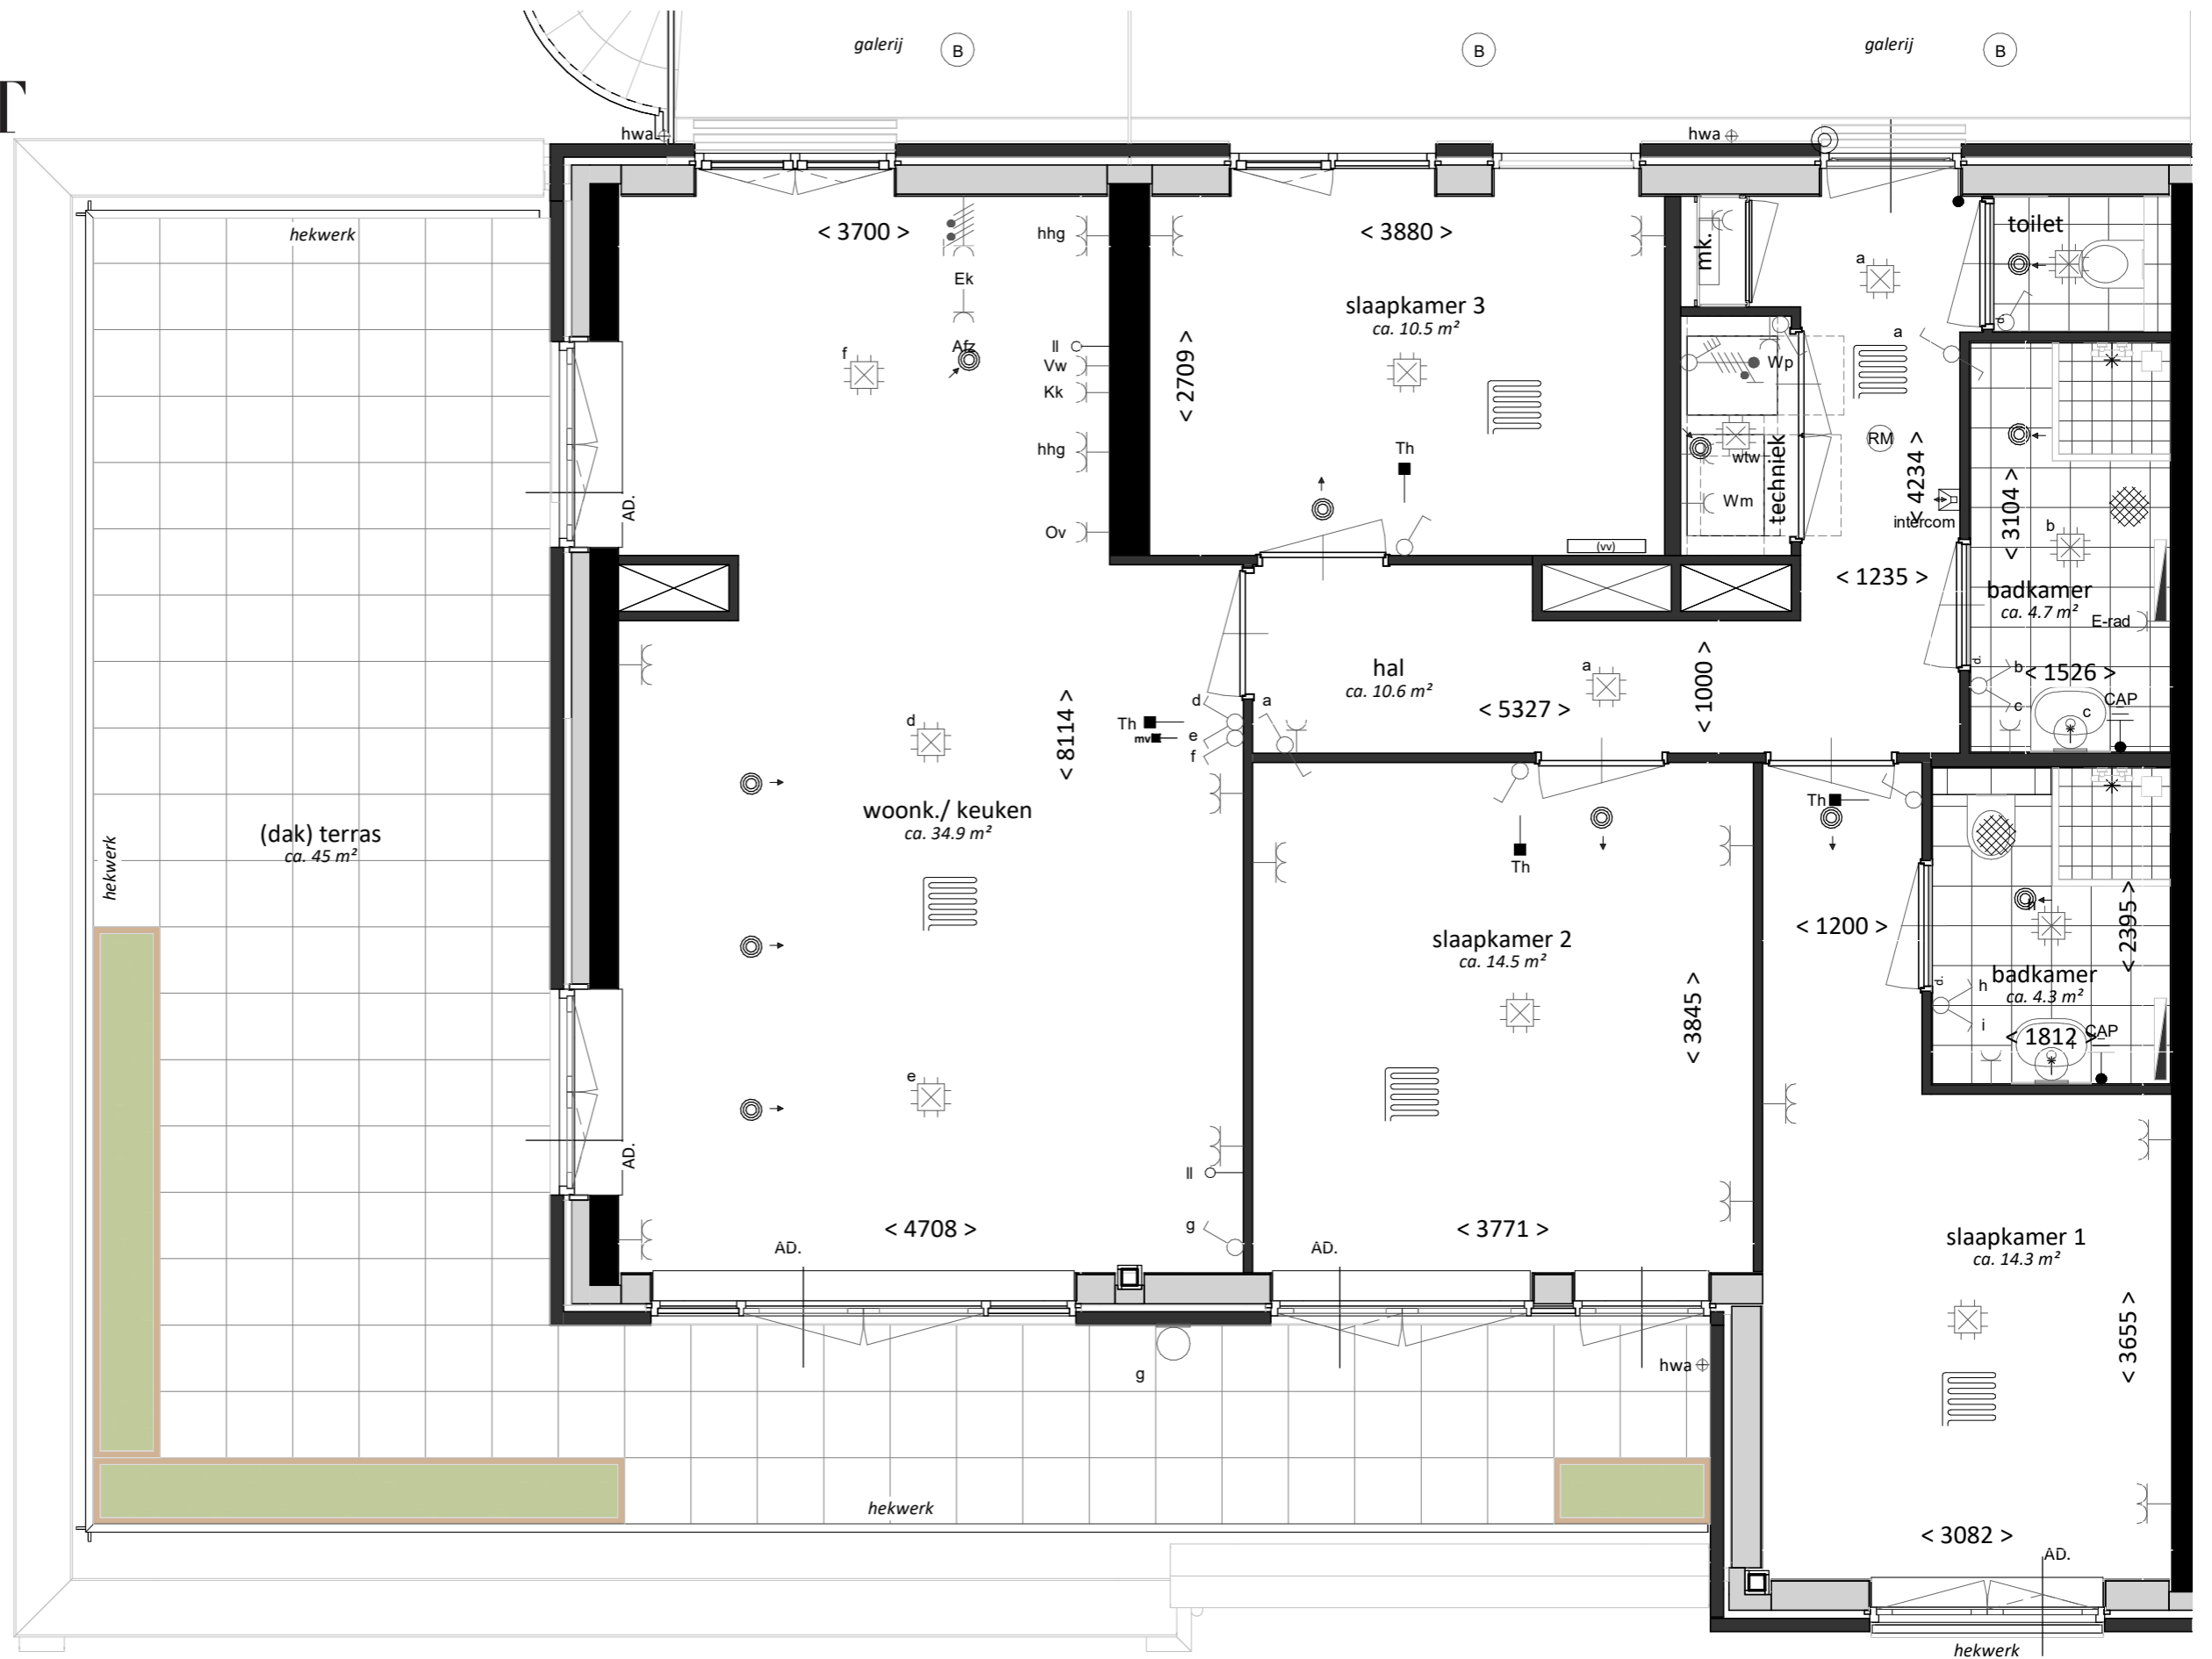 galerij
B
B
galerij
B
T
hwa
hwa
hekwerk
< 3700 >
hhg
< 3880 >
mk.
toilet
a
Ek
slaapkamer 3
ca. 10.5 m²
Afz
f
ll
Vw
Kk
< 2709 >
a
Wp
hhg
Th
RM
wtw
techniek
Wm
< 4234 >
intercom
< 3104 >
b
AD.
Ov
(vv)
< 1235 >
badkamer
ca. 4.7 m²
E-rad
hal
ca. 10.6 m²
a
< 5327 >
< 1000 >
d.
b
< 1526 >
c
c
CAP
d
a
Th
mv
e
f
d
< 8114 >
woonk./ keuken
ca. 34.9 m²
(dak) terras
ca. 45 m²
hekwerk
Th
Th
slaapkamer 2
ca. 14.5 m²
< 1200 >
h
< 2395 >
badkamer
ca. 4.3 m²
d.
h
i
< 1812 >
CAP
< 3845 >
e
AD.
ll
g
< 4708 >
AD.
< 3771 >
AD.
slaapkamer 1
ca. 14.3 m²
g
hwa
< 3655 >
hekwerk
< 3082 >
AD.
hekwerk